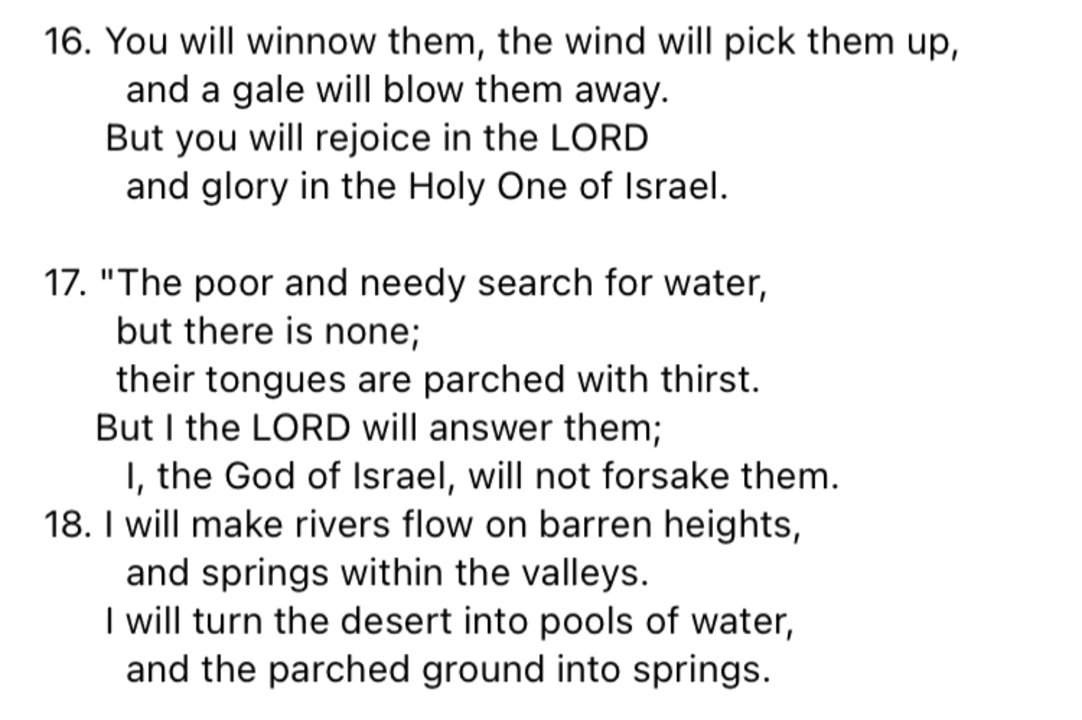 16. You will winnow them, the wind will pick them up,
and a gale will blow them away.
But you will rejoice in the LORD
and glory in the Holy One of Israel.
17. "The poor and needy search for water,
but there is none;
their tongues are parched with thirst.
But I the LORD will answer them;
I, the God of Israel, will not forsake them.
18. I will make rivers flow on barren heights,
and springs within the valleys.
I will turn the desert into pools of water,
and the parched ground into springs.